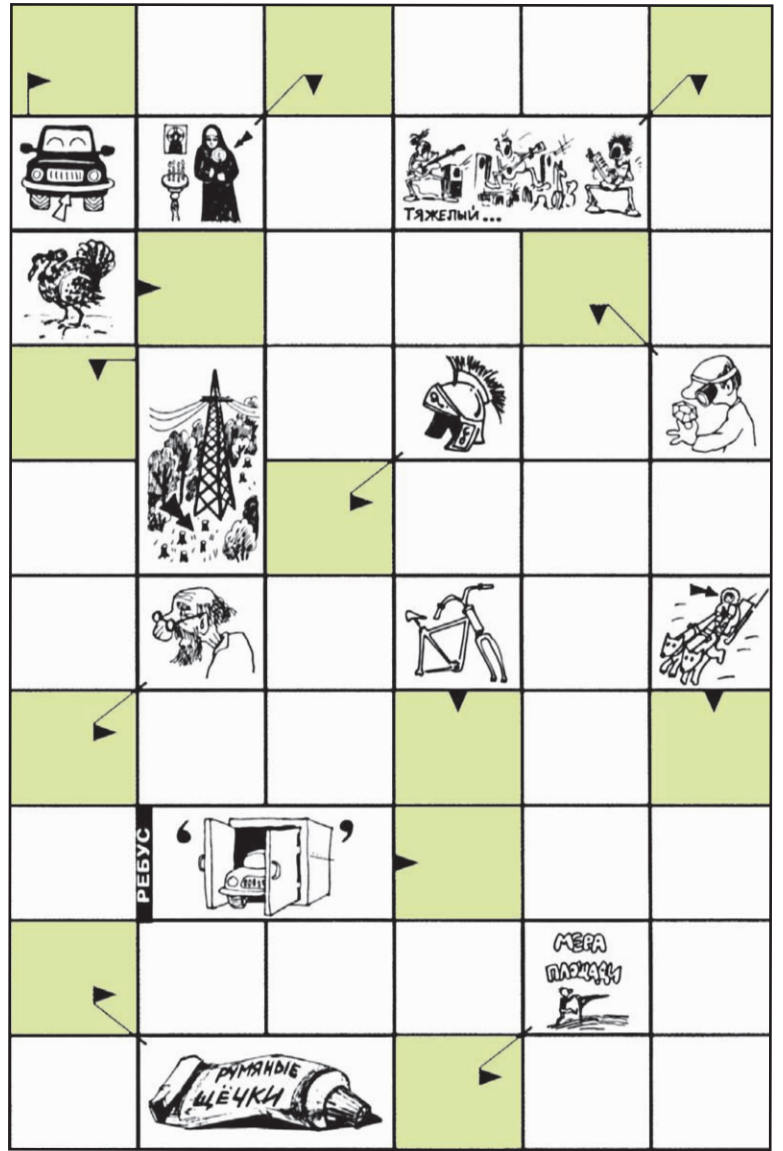 ТЯЖЕЛЫЙ...
РЕБУС
‘ ’
МЕРА
ПЛОЩАДИ
РУМЯНЫЕ
ЩЁЧКИ